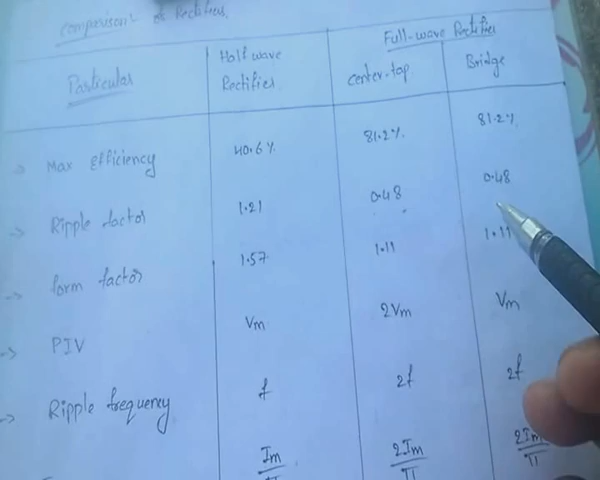 Comparison of Rectifiers.
Particular Half wave Rectifier Full-wave Rectifier
Center-tap Bridge
-> Max efficiency 40.6% 81.2% 81.2%
-> Ripple factor 1.21 0.48 0.48
-> form factor 1.57 1.11 1.11
-> PIV Vm 2Vm Vm
-> Ripple frequency f 2f 2f
Im/π 2Im/π 2Im/π